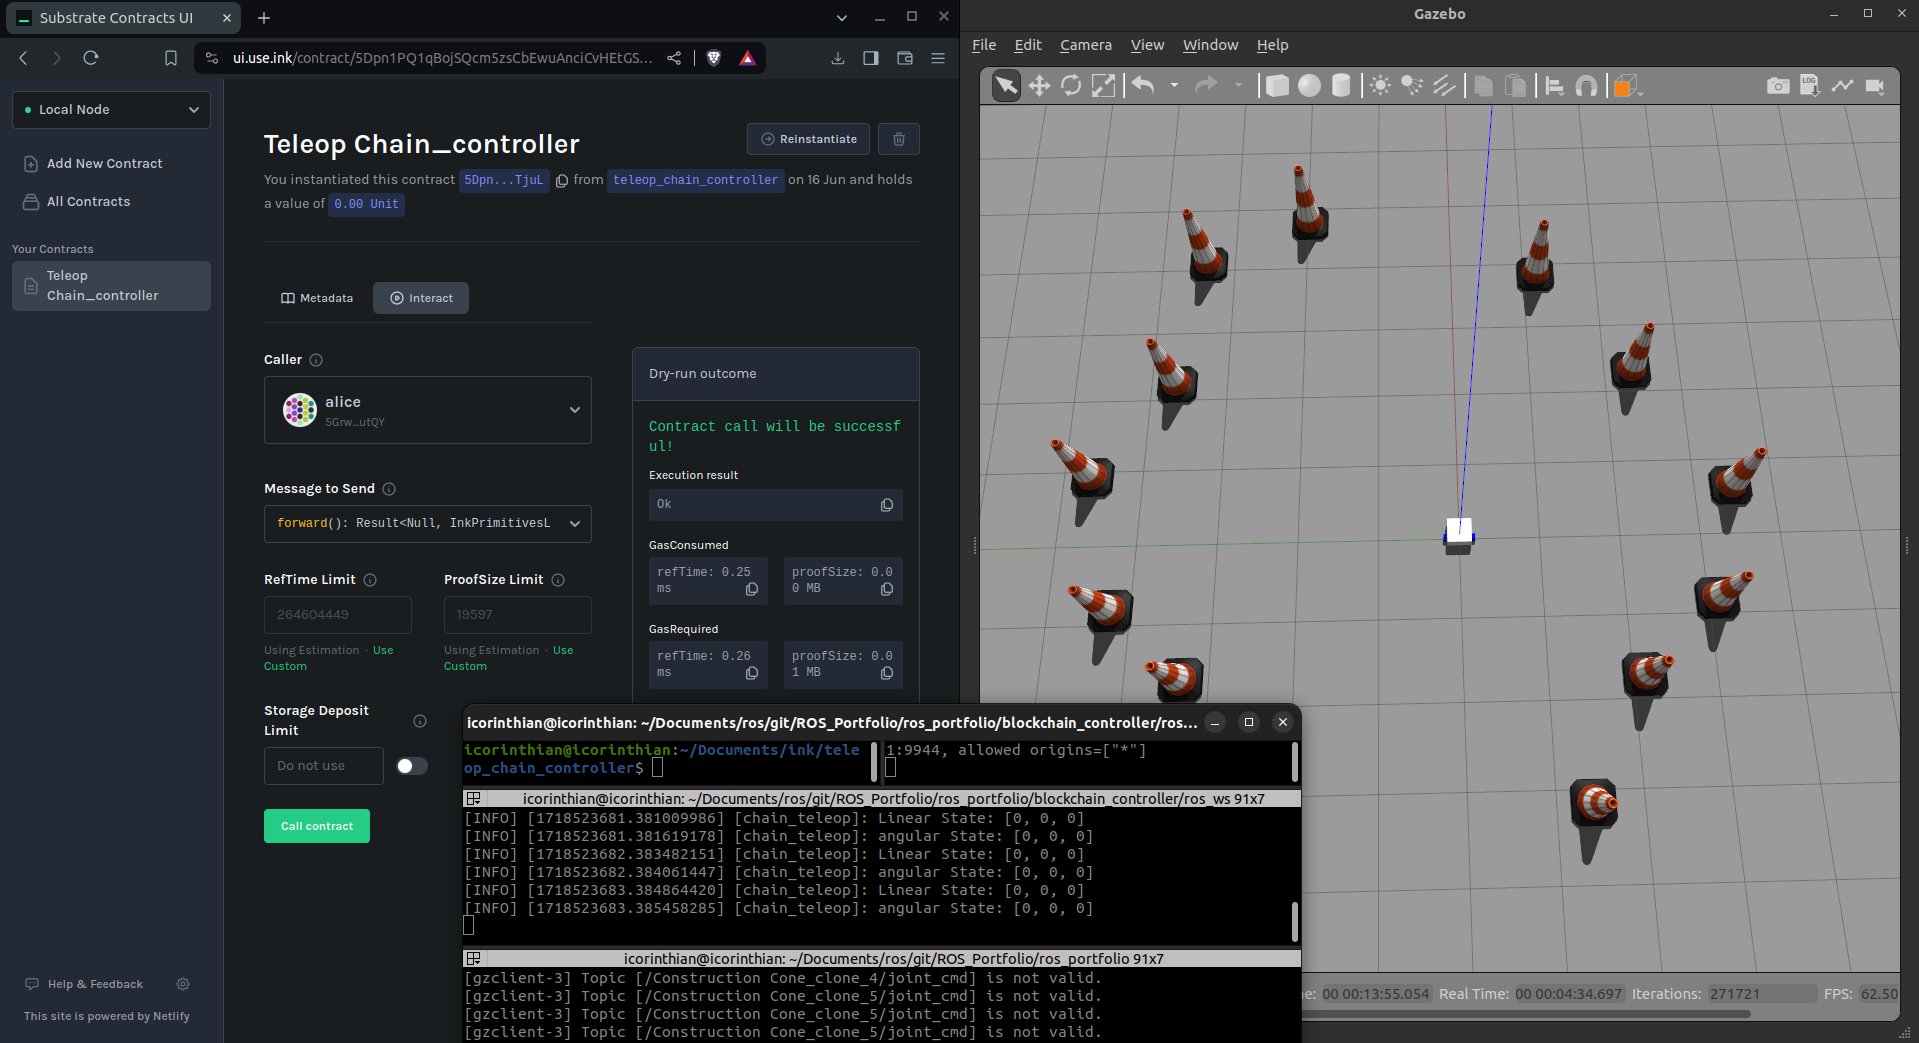 Substrate Contracts UI
ui.use.ink/contract/5Dpn1PQ1qBojSQcm5zsCbEwuAnciCvHEtGS...
Local Node
Add New Contract
All Contracts
Your Contracts
Teleop
Chain_controller
Help & Feedback
This site is powered by Netlify
Teleop Chain_controller
Reinstantiate
You instantiated this contract 5Dpn...TjuL from teleop_chain_controller on 16 Jun and holds
a value of 0.00 Unit
Metadata
Interact
Caller
alice
5Grw...utQY
Message to Send
forward(): Result<Null, InkPrimitivesL
RefTime Limit
ProofSize Limit
264604449
19597
Using Estimation · Use
Custom
Using Estimation · Use
Custom
Storage Deposit
Limit
Do not use
Call contract
Dry-run outcome
Contract call will be successf
ul!
Execution result
Ok
GasConsumed
refTime: 0.25
ms
proofSize: 0.0
0 MB
GasRequired
refTime: 0.26
ms
proofSize: 0.0
1 MB
icorinthian@icorinthian: ~/Documents/ros/git/ROS_Portfolio/ros_portfolio/blockchain_controller/ros...
icorinthian@icorinthian:~/Documents/ink/tele
op_chain_controller$
1:9944, allowed origins=["*"]
icorinthian@icorinthian: ~/Documents/ros/git/ROS_Portfolio/ros_portfolio/blockchain_controller/ros_ws 91x7
[INFO] [1718523681.381009986] [chain_teleop]: Linear State: [0, 0, 0]
[INFO] [1718523681.381619178] [chain_teleop]: angular State: [0, 0, 0]
[INFO] [1718523682.383482151] [chain_teleop]: Linear State: [0, 0, 0]
[INFO] [1718523682.384061447] [chain_teleop]: angular State: [0, 0, 0]
[INFO] [1718523683.384864420] [chain_teleop]: Linear State: [0, 0, 0]
[INFO] [1718523683.385458285] [chain_teleop]: angular State: [0, 0, 0]
icorinthian@icorinthian: ~/Documents/ros/git/ROS_Portfolio/ros_portfolio 91x7
[gzclient-3] Topic [/Construction Cone_clone_4/joint_cmd] is not valid.
[gzclient-3] Topic [/Construction Cone_clone_5/joint_cmd] is not valid.
[gzclient-3] Topic [/Construction Cone_clone_5/joint_cmd] is not valid.
[gzclient-3] Topic [/Construction Cone_clone_5/joint_cmd] is not valid.
Gazebo
File Edit Camera View Window Help
LOG
ne: 00 00:13:55.054 Real Time: 00 00:04:34.697 Iterations: 271721 FPS: 62.50